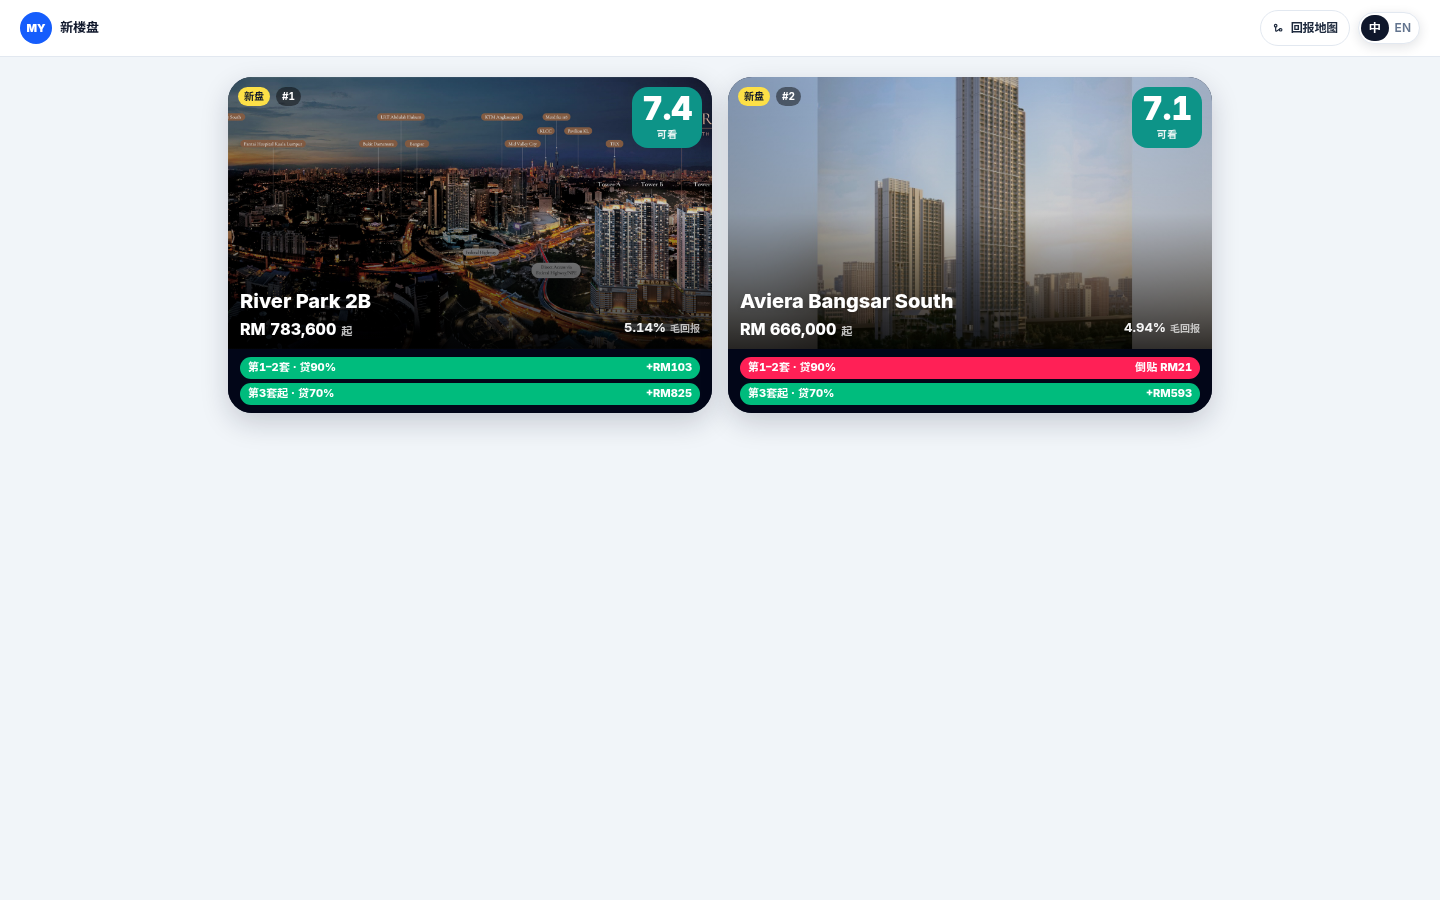 MY 新楼盘
回报地图
中 EN
新盘 #1
7.4
可看
Tower A Tower B Tower
River Park 2B
RM 783,600 起
5.14% 毛回报
第1–2套 · 贷90% +RM103
第3套起 · 贷70% +RM825
新盘 #2
7.1
可看
Aviera Bangsar South
RM 666,000 起
4.94% 毛回报
第1–2套 · 贷90% 倒贴 RM21
第3套起 · 贷70% +RM593